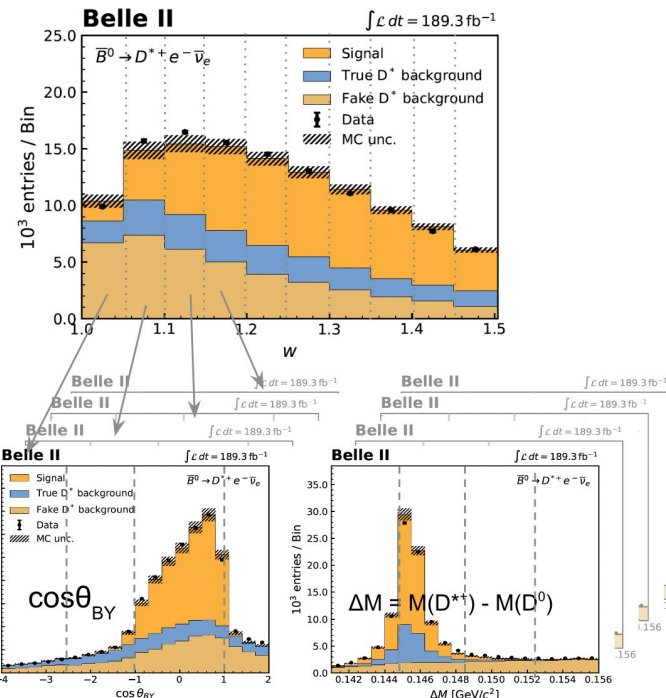 Belle II
∫ℒ dt = 189.3 fb⁻¹
B̅⁰ → D*⁺ e⁻ ν̅ₑ
Signal
True D* background
Fake D* background
Data
MC unc.
10³ entries / Bin
25.0
20.0
15.0
10.0
5.0
0.0
1.0 1.1 1.2 1.3 1.4 1.5
w
Belle II ∫ℒ dt = 189.3 fb⁻¹
Belle II ∫ℒ dt = 189.3 fb⁻¹
Belle II ∫ℒ dt = 189.3 fb⁻¹
Belle II ∫ℒ dt = 189.3 fb⁻¹
B̅⁰ → D*⁺ e⁻ ν̅ₑ
Signal
True D* background
Fake D* background
Data
MC unc.
cosθ_BY
−4 −3 −2 −1 0 1 2
cos θ_BY
Belle II ∫ℒ dt = 189.3 fb⁻¹
Belle II ∫ℒ dt = 189.3 fb⁻¹
Belle II ∫ℒ dt = 189.3 fb⁻¹
B̅⁰ → D*⁺ e⁻ ν̅ₑ
10³ entries / Bin
35.0
30.0
25.0
20.0
15.0
10.0
5.0
0.0
ΔM = M(D*⁺) - M(D⁰)
0.142 0.144 0.146 0.148 0.150 0.152 0.154 0.156
ΔM [GeV/c²]
0.156